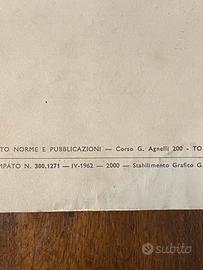 TO NORME E PUBBLICAZIONI — Corso G. Agnelli 200 - TO
MPATO N. 300.1271 — IV-1962 — 2000 — Stabilimento Grafico G.
subito